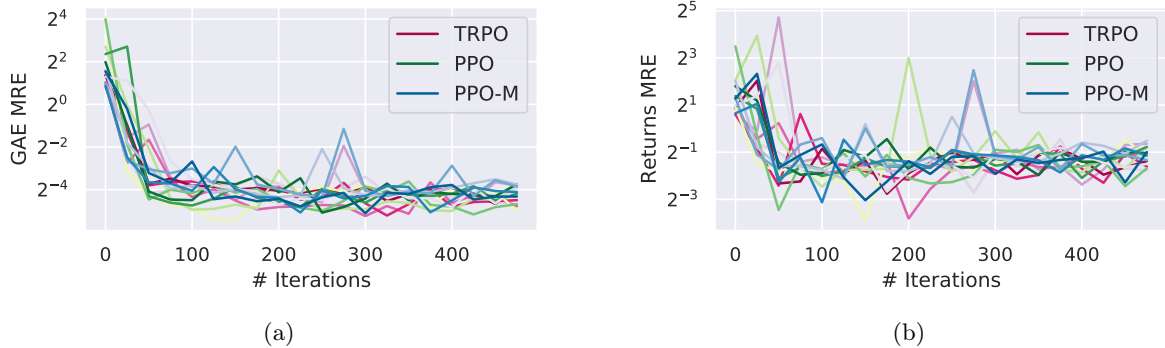 GAE MRE
2^4
2^2
2^0
2^−2
2^−4
0 100 200 300 400
# Iterations
TRPO
PPO
PPO-M
(a)
Returns MRE
2^5
2^3
2^1
2^−1
2^−3
0 100 200 300 400
# Iterations
TRPO
PPO
PPO-M
(b)